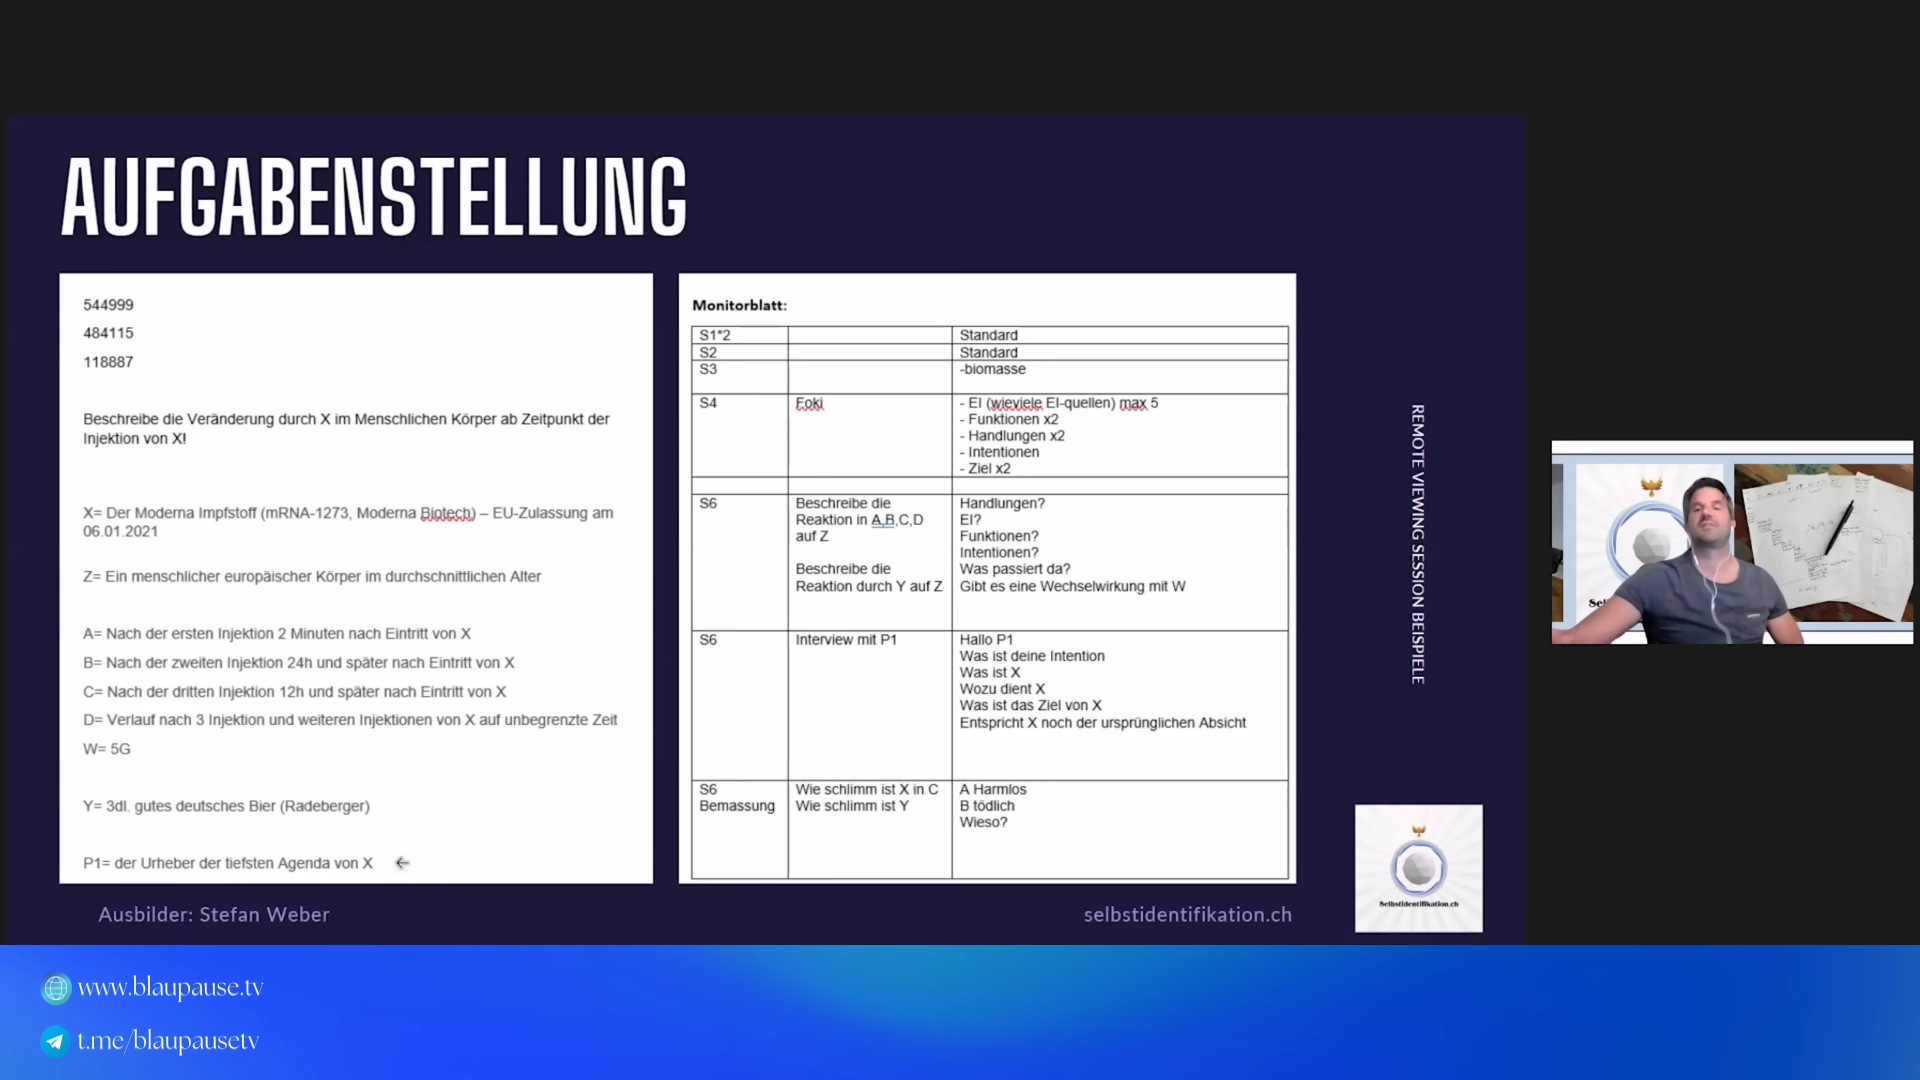 AUFGABENSTELLUNG
544999
484115
118887
Beschreibe die Veränderung durch X im Menschlichen Körper ab Zeitpunkt der
Injektion von X!
X= Der Moderna Impfstoff (mRNA-1273, Moderna Biotech) – EU-Zulassung am
06.01.2021
Z= Ein menschlicher europäischer Körper im durchschnittlichen Alter
A= Nach der ersten Injektion 2 Minuten nach Eintritt von X
B= Nach der zweiten Injektion 24h und später nach Eintritt von X
C= Nach der dritten Injektion 12h und später nach Eintritt von X
D= Verlauf nach 3 Injektion und weiteren Injektionen von X auf unbegrenzte Zeit
W= 5G
Y= 3dl. gutes deutsches Bier (Radeberger)
P1= der Urheber der tiefsten Agenda von X
Monitorblatt:
S1*2 Standard
S2 Standard
S3 -biomasse
S4 Foki - EI (wieviele EI-quellen) max 5
- Funktionen x2
- Handlungen x2
- Intentionen
- Ziel x2
S6 Beschreibe die Handlungen?
Reaktion in A,B,C,D EI?
auf Z Funktionen?
Intentionen?
Beschreibe die Was passiert da?
Reaktion durch Y auf Z Gibt es eine Wechselwirkung mit W
S6 Interview mit P1 Hallo P1
Was ist deine Intention
Was ist X
Wozu dient X
Was ist das Ziel von X
Entspricht X noch der ursprünglichen Absicht
S6 Wie schlimm ist X in C A Harmlos
Bemassung Wie schlimm ist Y B tödlich
Wieso?
REMOTE VIEWING SESSION BEISPIELE
Selbstidentifikation.ch
Ausbilder: Stefan Weber
selbstidentifikation.ch
www.blaupause.tv
t.me/blaupausetv